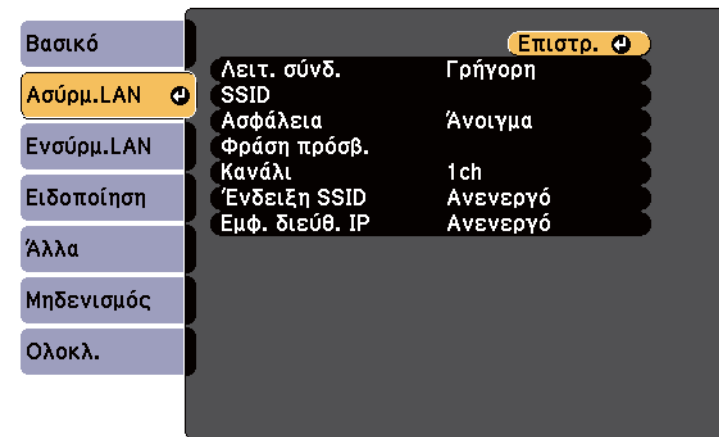 Βασικό
Ασύρμ.LAN
Ενσύρμ.LAN
Ειδοποίηση
Άλλα
Μηδενισμός
Ολοκλ.
Επιστρ.
Λειτ. σύνδ. Γρήγορη
SSID
Ασφάλεια Άνοιγμα
Φράση πρόσβ.
Κανάλι 1ch
Ένδειξη SSID Ανενεργό
Εμφ. διεύθ. IP Ανενεργό